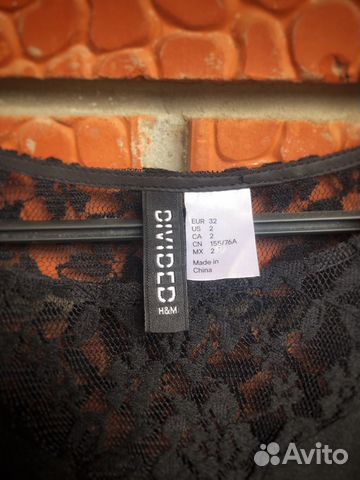 DIVIDED
H&M
EUR 32
US 2
CA 2
CN 155/76A
MX 2
Made in
China
Avito